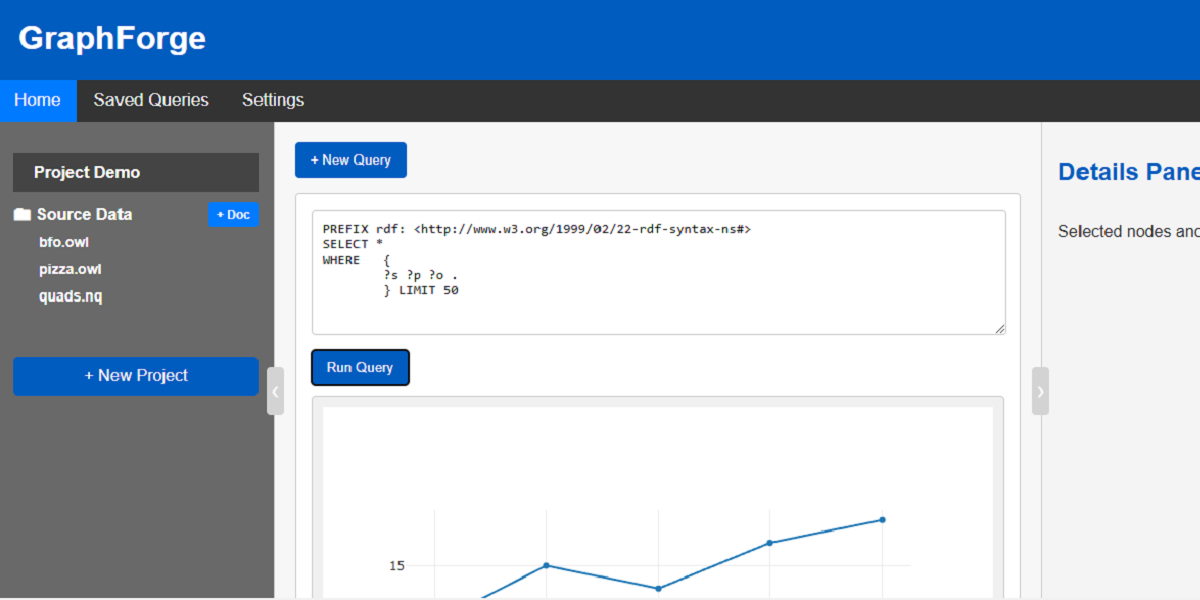 GraphForge
Home Saved Queries Settings
Project Demo
Source Data + Doc
bfo.owl
pizza.owl
quads.nq
+ New Project
+ New Query
PREFIX rdf: <http://www.w3.org/1999/02/22-rdf-syntax-ns#>
SELECT *
WHERE {
?s ?p ?o .
} LIMIT 50
Run Query
15
Details Pane
Selected nodes and